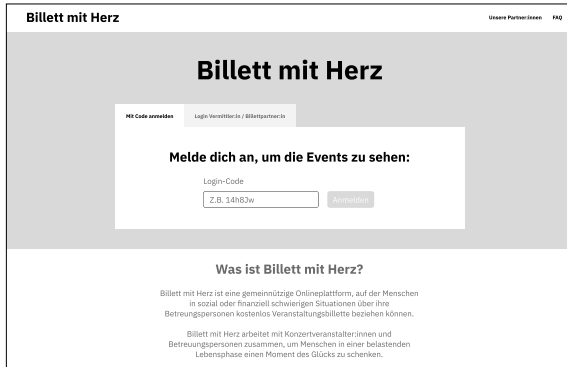 Billett mit Herz
Unsere Partner:innen FAQ
Billett mit Herz
Mit Code anmelden Login Vermittler:in / Billettpartner:in
Melde dich an, um die Events zu sehen:
Login-Code
Z.B. 14h8Jw Anmelden
Was ist Billett mit Herz?
Billett mit Herz ist eine gemeinnützige Onlineplattform, auf der Menschen
in sozial oder finanziell schwierigen Situationen über ihre
Betreuungspersonen kostenlos Veranstaltungsbillette beziehen können.
Billett mit Herz arbeitet mit Konzertveranstalter:innen und
Betreuungspersonen zusammen, um Menschen in einer belastenden
Lebensphase einen Moment des Glücks zu schenken.